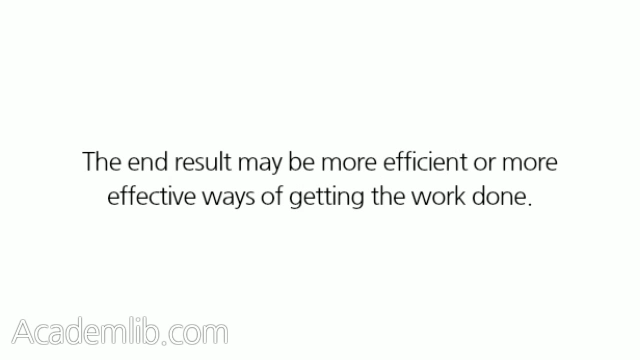 The end result may be more efficient or more
effective ways of getting the work done.
Academlib.com